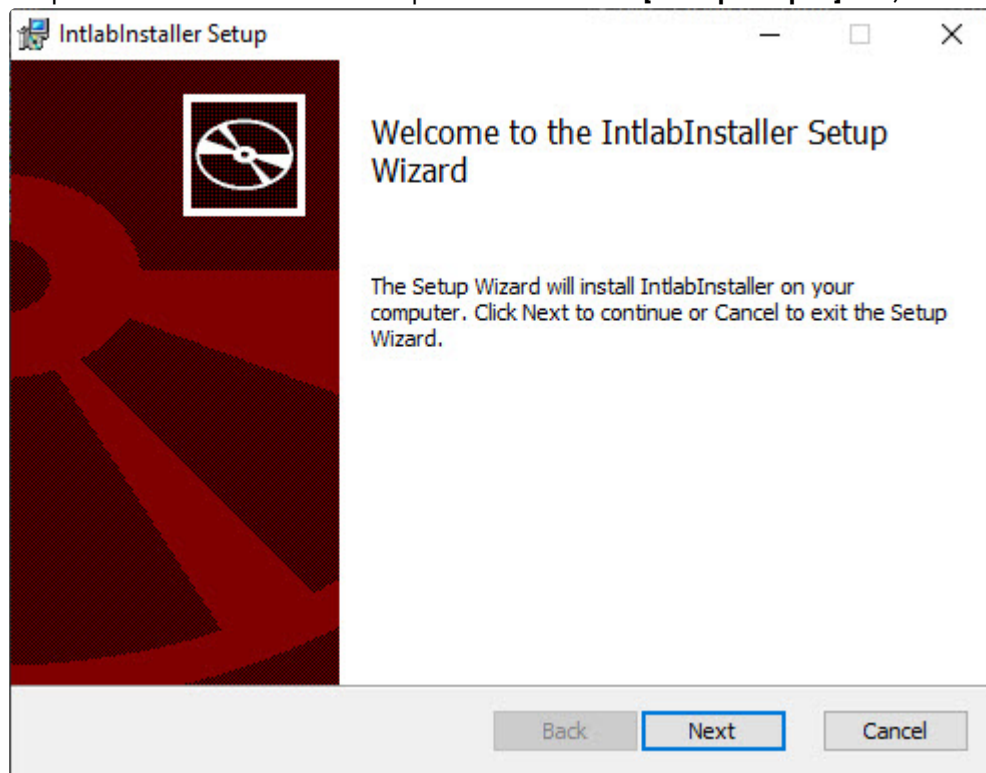 IntlabInstaller Setup
Welcome to the IntlabInstaller Setup
Wizard
The Setup Wizard will install IntlabInstaller on your
computer. Click Next to continue or Cancel to exit the Setup
Wizard.
Back Next Cancel